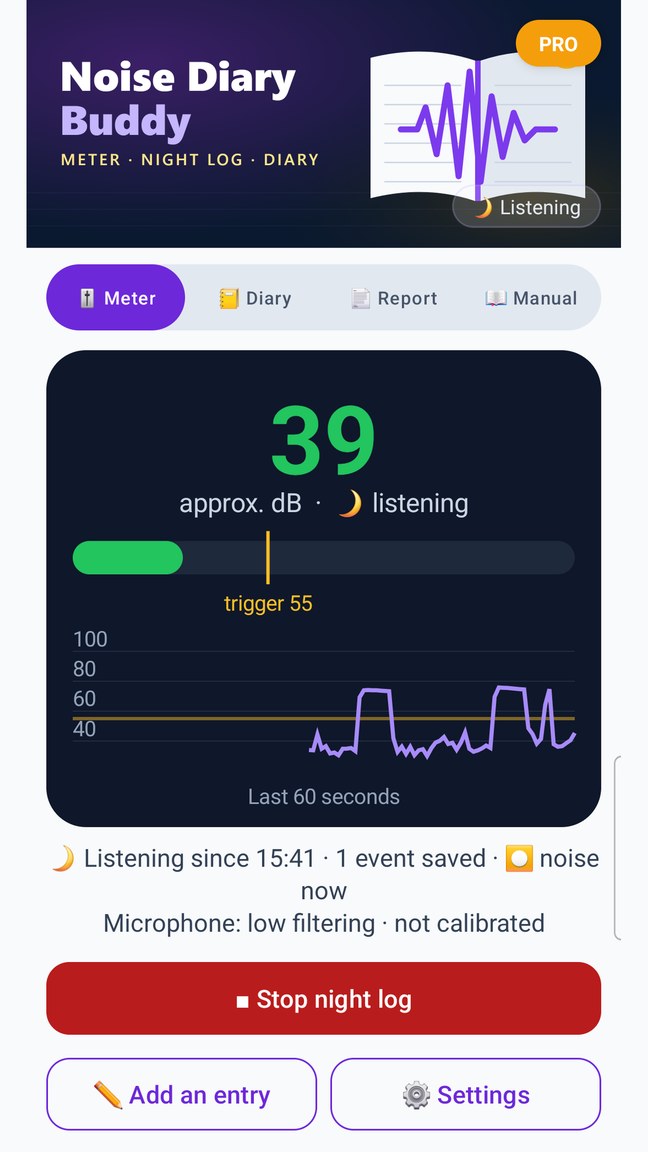 PRO
Noise Diary
Buddy
METER · NIGHT LOG · DIARY
🌙 Listening
🎚️ Meter
📒 Diary
📄 Report
📖 Manual
39
approx. dB · 🌙 listening
trigger 55
100
80
60
40
Last 60 seconds
🌙 Listening since 15:41 · 1 event saved · ⏺️ noise
now
Microphone: low filtering · not calibrated
⏹ Stop night log
✏️ Add an entry
⚙️ Settings